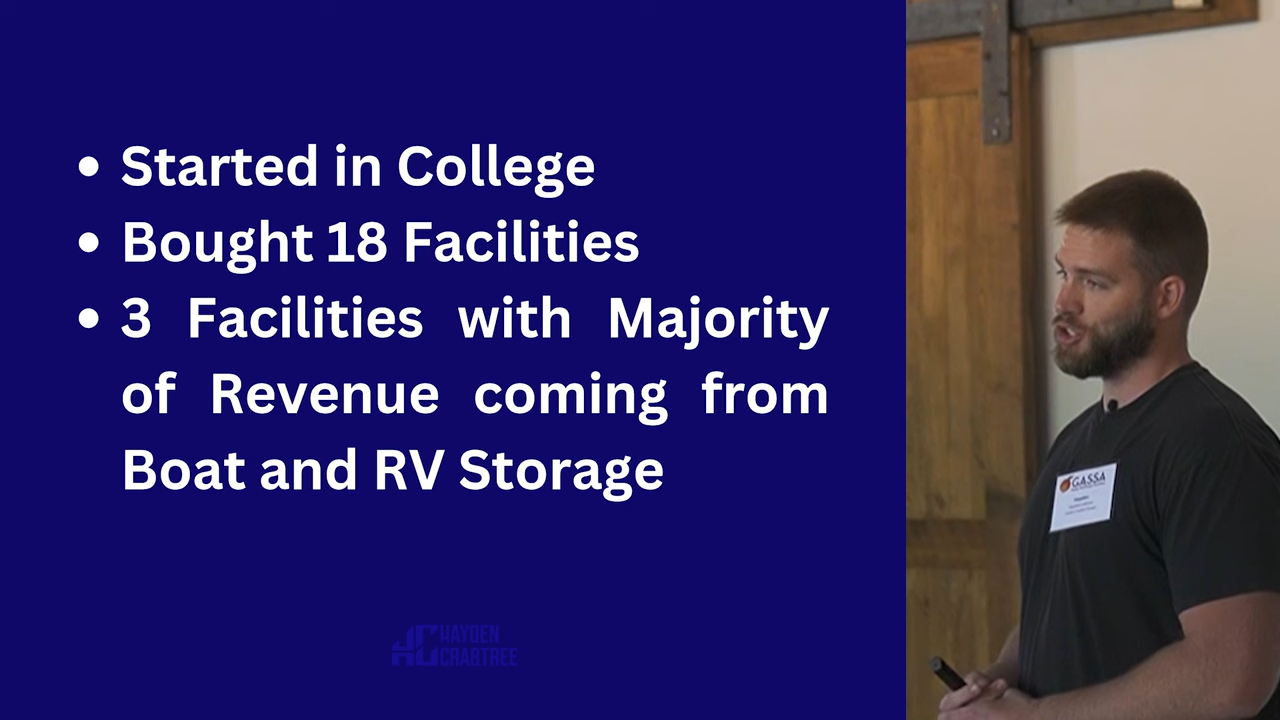 • Started in College
• Bought 18 Facilities
• 3 Facilities with Majority
of Revenue coming from
Boat and RV Storage
HAYDEN
CRABTREE
GASSA